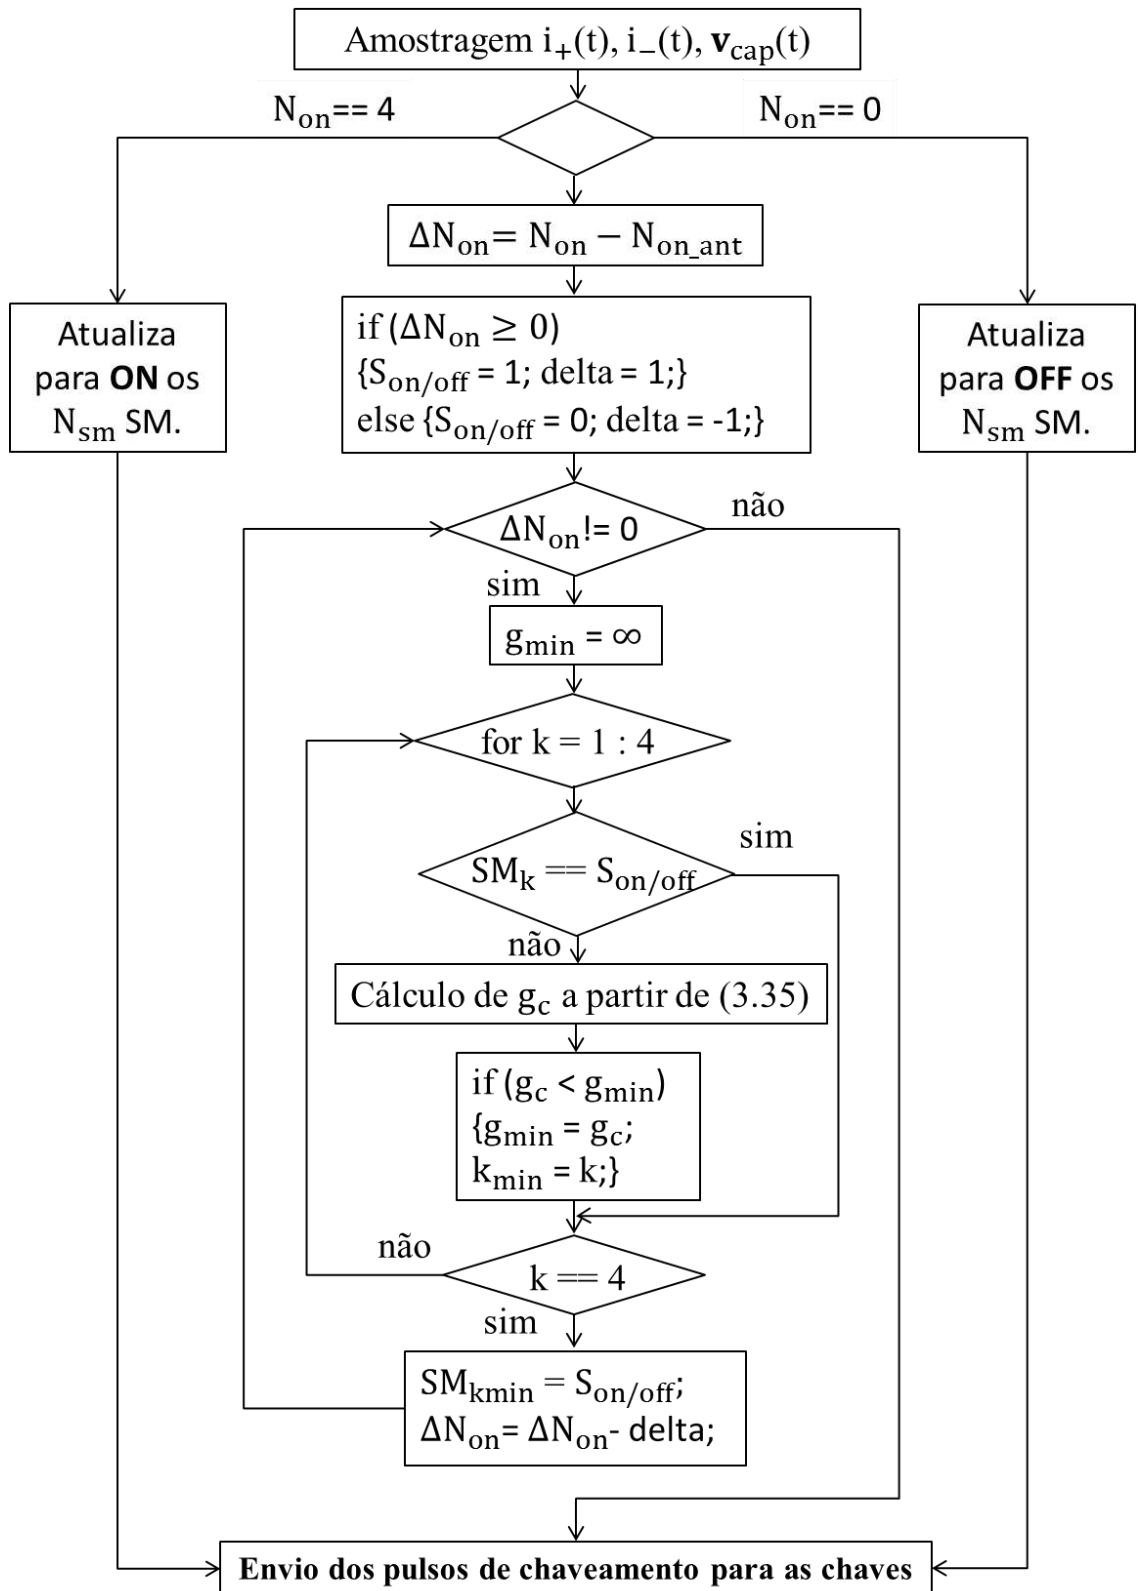 Amostragem i₊(t), i₋(t), v_cap(t)
N_on== 4
N_on== 0
ΔN_on= N_on − N_on_ant
Atualiza
para ON os
N_sm SM.
if (ΔN_on ≥ 0)
{S_on/off = 1; delta = 1;}
else {S_on/off = 0; delta = -1;}
Atualiza
para OFF os
N_sm SM.
ΔN_on!= 0
não
sim
g_min = ∞
for k = 1 : 4
SM_k == S_on/off
sim
não
Cálculo de g_c a partir de (3.35)
if (g_c < g_min)
{g_min = g_c;
k_min = k;}
não
k == 4
sim
SM_kmin = S_on/off;
ΔN_on= ΔN_on- delta;
Envio dos pulsos de chaveamento para as chaves